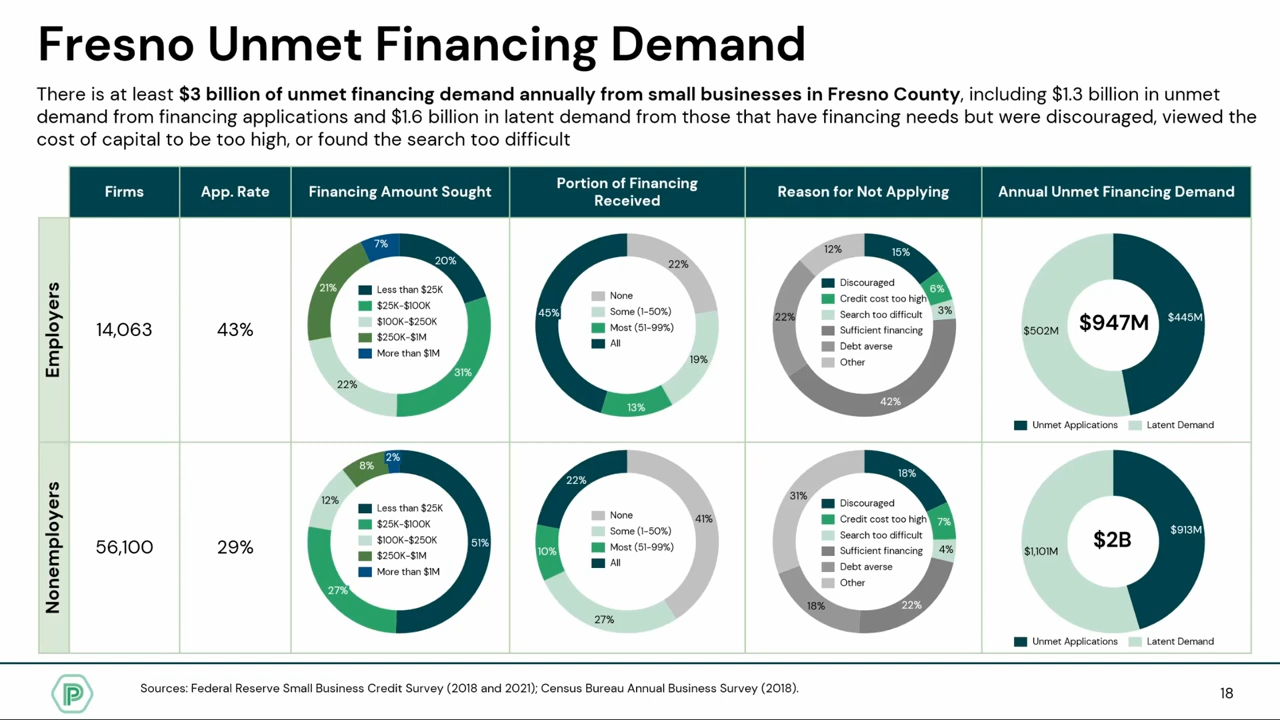 Fresno Unmet Financing Demand
There is at least $3 billion of unmet financing demand annually from small businesses in Fresno County, including $1.3 billion in unmet
demand from financing applications and $1.6 billion in latent demand from those that have financing needs but were discouraged, viewed the
cost of capital to be too high, or found the search too difficult
Firms
App. Rate
Financing Amount Sought
Portion of Financing
Received
Reason for Not Applying
Annual Unmet Financing Demand
Employers
14,063
43%
7%
20%
21%
31%
22%
Less than $25K
$25K-$100K
$100K-$250K
$250K-$1M
More than $1M
22%
45%
19%
13%
None
Some (1-50%)
Most (51-99%)
All
12%
15%
6%
3%
22%
42%
Discouraged
Credit cost too high
Search too difficult
Sufficient financing
Debt averse
Other
$502M
$947M
$445M
Unmet Applications
Latent Demand
Nonemployers
56,100
29%
2%
8%
12%
51%
27%
Less than $25K
$25K-$100K
$100K-$250K
$250K-$1M
More than $1M
22%
41%
10%
27%
None
Some (1-50%)
Most (51-99%)
All
18%
31%
7%
4%
18%
22%
Discouraged
Credit cost too high
Search too difficult
Sufficient financing
Debt averse
Other
$1,101M
$2B
$913M
Unmet Applications
Latent Demand
P
Sources: Federal Reserve Small Business Credit Survey (2018 and 2021); Census Bureau Annual Business Survey (2018).
18